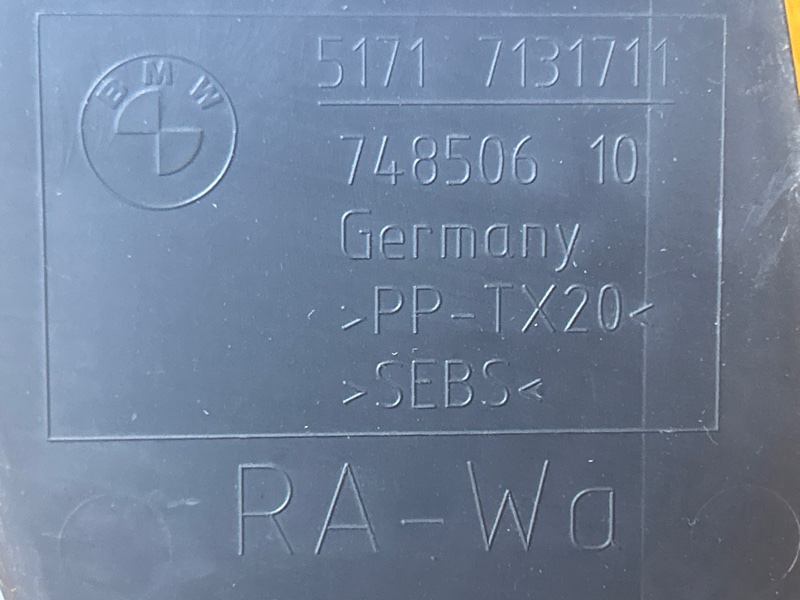 BMW
5171 7131711
748506 10
Germany
>PP-TX20<
>SEBS<
RA-Wa